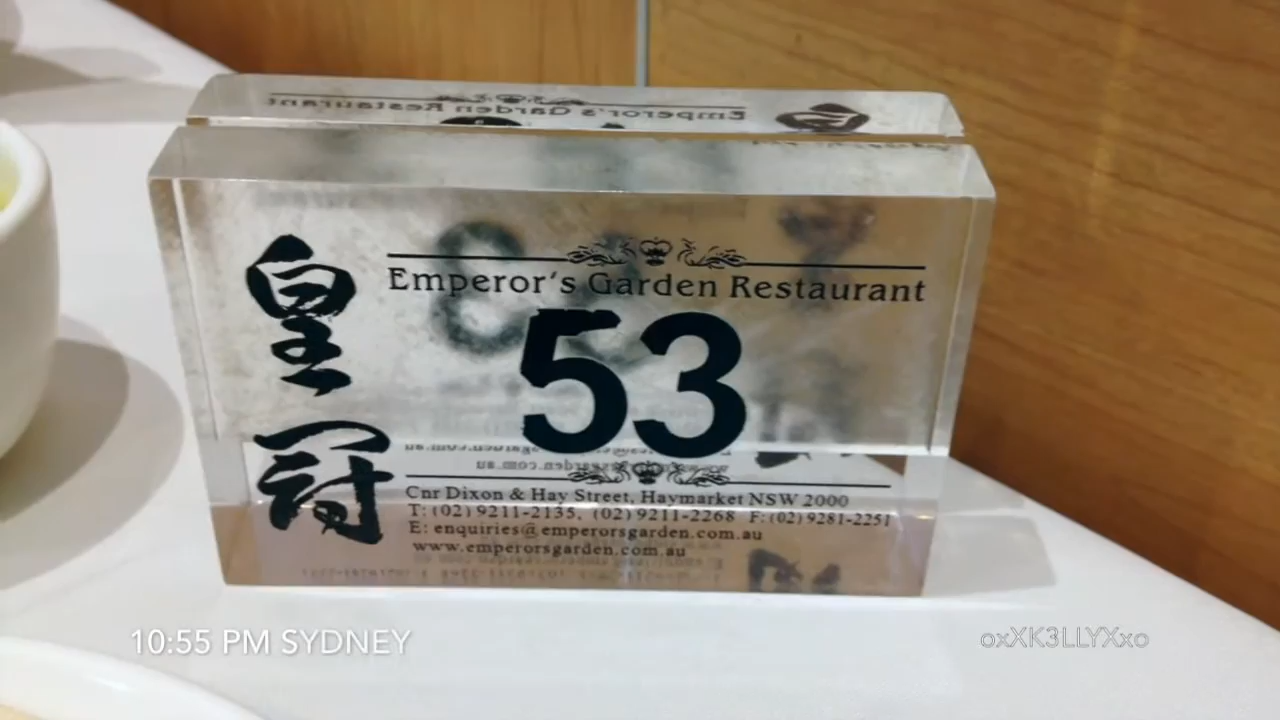 皇冠
Emperor's Garden Restaurant
53
Cnr Dixon & Hay Street, Haymarket NSW 2000
T: (02) 9211-2135, (02) 9211-2268 F: (02) 9281-2251
E: enquiries@emperorsgarden.com.au
www.emperorsgarden.com.au
10:55 PM SYDNEY
oxXK3LLYXxo